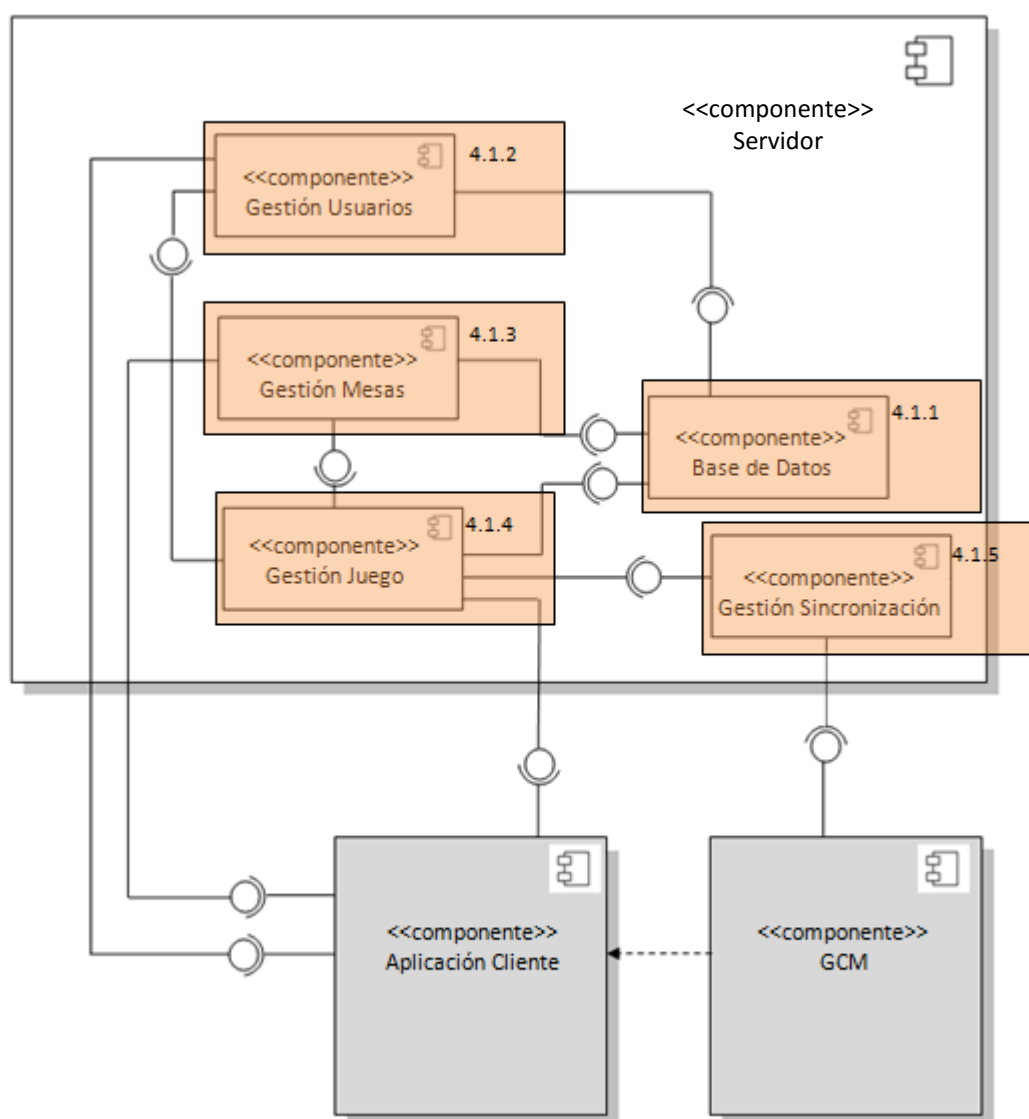 <<componente>>
Servidor
4.1.2
<<componente>>
Gestión Usuarios
4.1.3
<<componente>>
Gestión Mesas
4.1.1
<<componente>>
Base de Datos
4.1.4
<<componente>>
Gestión Juego
4.1.5
<<componente>>
Gestión Sincronización
<<componente>>
Aplicación Cliente
<<componente>>
GCM